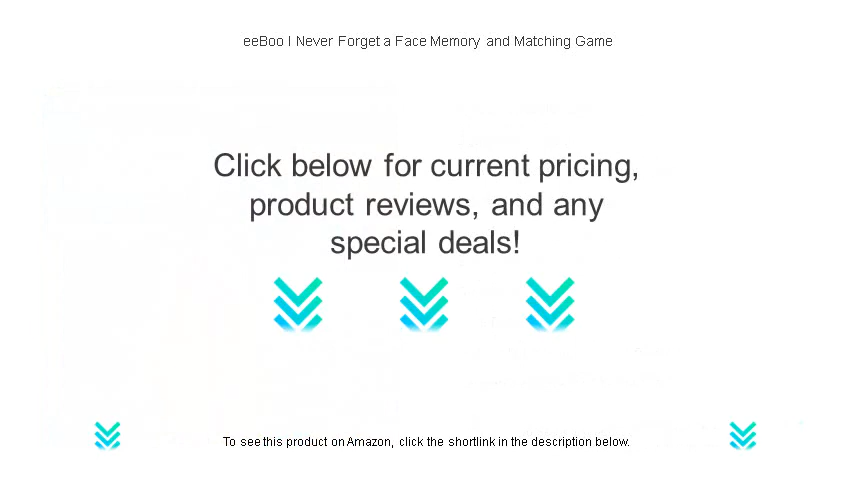 eeBoo I Never Forget a Face Memory and Matching Game
Click below for current pricing,
product reviews, and any
special deals!
To see this product on Amazon, click the shortlink in the description below.